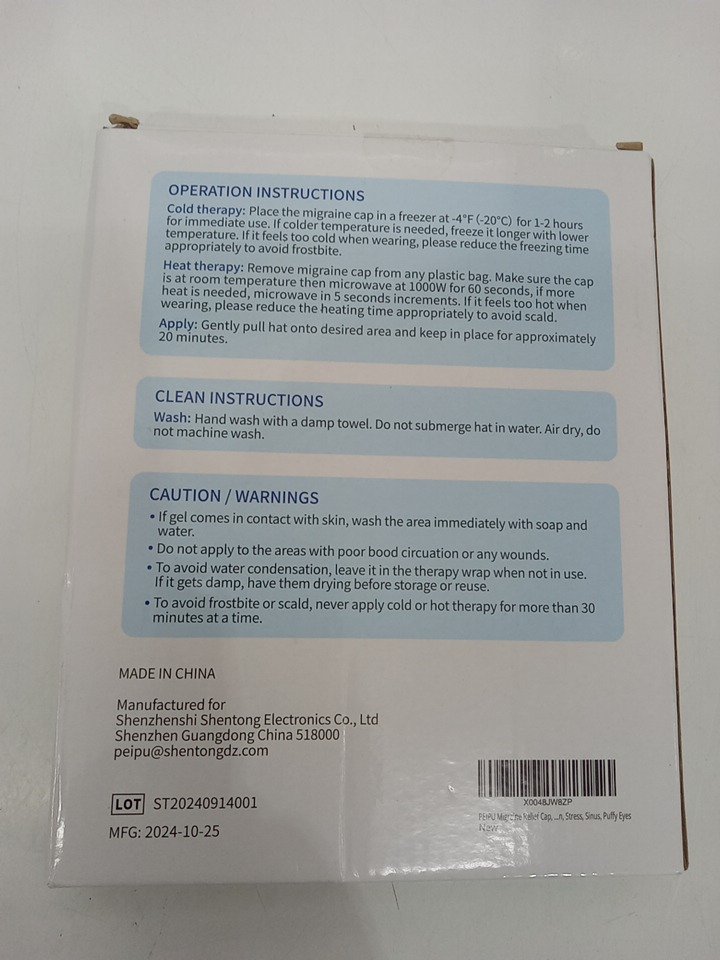 OPERATION INSTRUCTIONS
Cold therapy: Place the migraine cap in a freezer at -4°F (-20°C) for 1-2 hours
for immediate use. If colder temperature is needed, freeze it longer with lower
temperature. If it feels too cold when wearing, please reduce the freezing time
appropriately to avoid frostbite.
Heat therapy: Remove migraine cap from any plastic bag. Make sure the cap
is at room temperature then microwave at 1000W for 60 seconds, if more
heat is needed, microwave in 5 seconds increments. If it feels too hot when
wearing, please reduce the heating time appropriately to avoid scald.
Apply: Gently pull hat onto desired area and keep in place for approximately
20 minutes.
CLEAN INSTRUCTIONS
Wash: Hand wash with a damp towel. Do not submerge hat in water. Air dry, do
not machine wash.
CAUTION / WARNINGS
• If gel comes in contact with skin, wash the area immediately with soap and
water.
• Do not apply to the areas with poor bood circuation or any wounds.
• To avoid water condensation, leave it in the therapy wrap when not in use.
If it gets damp, have them drying before storage or reuse.
• To avoid frostbite or scald, never apply cold or hot therapy for more than 30
minutes at a time.
MADE IN CHINA
Manufactured for
Shenzhenshi Shentong Electronics Co., Ltd
Shenzhen Guangdong China 518000
peipu@shentongdz.com
LOT ST20240914001
MFG: 2024-10-25
X0048JW8ZP
PEIPU Migraine Relief Cap, ...n, Stress, Sinus, Puffy Eyes
New